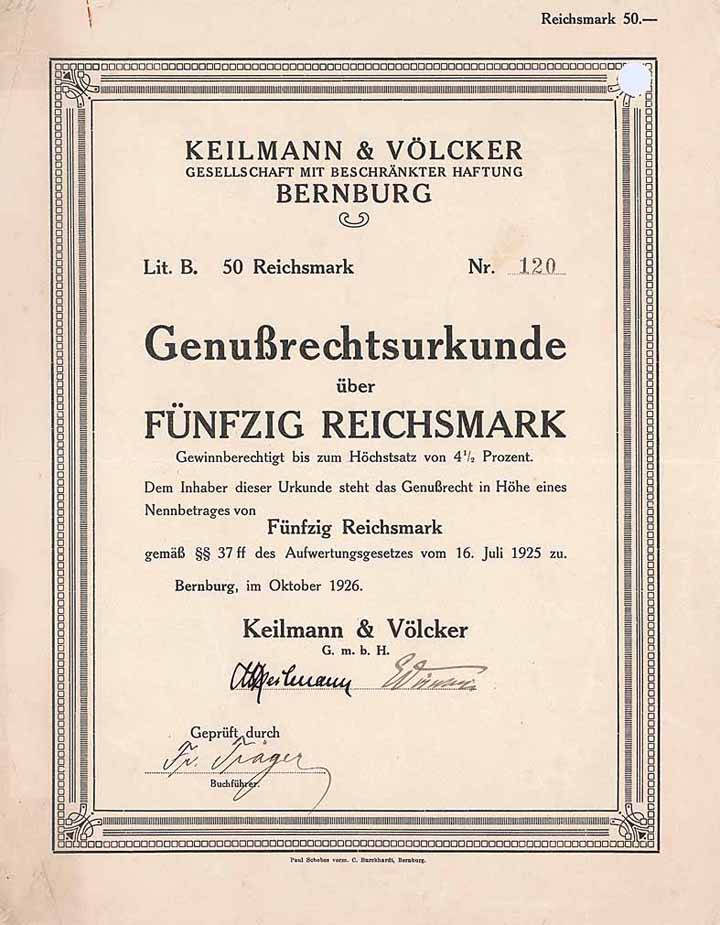 Reichsmark 50.—
KEILMANN & VÖLCKER
GESELLSCHAFT MIT BESCHRÄNKTER HAFTUNG
BERNBURG
Lit. B. 50 Reichsmark Nr. 120
Genußrechtsurkunde
über
FÜNFZIG REICHSMARK
Gewinnberechtigt bis zum Höchstsatz von 4½ Prozent.
Dem Inhaber dieser Urkunde steht das Genußrecht in Höhe eines
Nennbetrages von
Fünfzig Reichsmark
gemäß §§ 37 ff des Aufwertungsgesetzes vom 16. Juli 1925 zu.
Bernburg, im Oktober 1926.
Keilmann & Völcker
G. m. b. H.
Keilmann
Geprüft durch
Fr. Träger
Buchführer.
Paul Schebes vorm. C. Burckhardt, Bernburg.